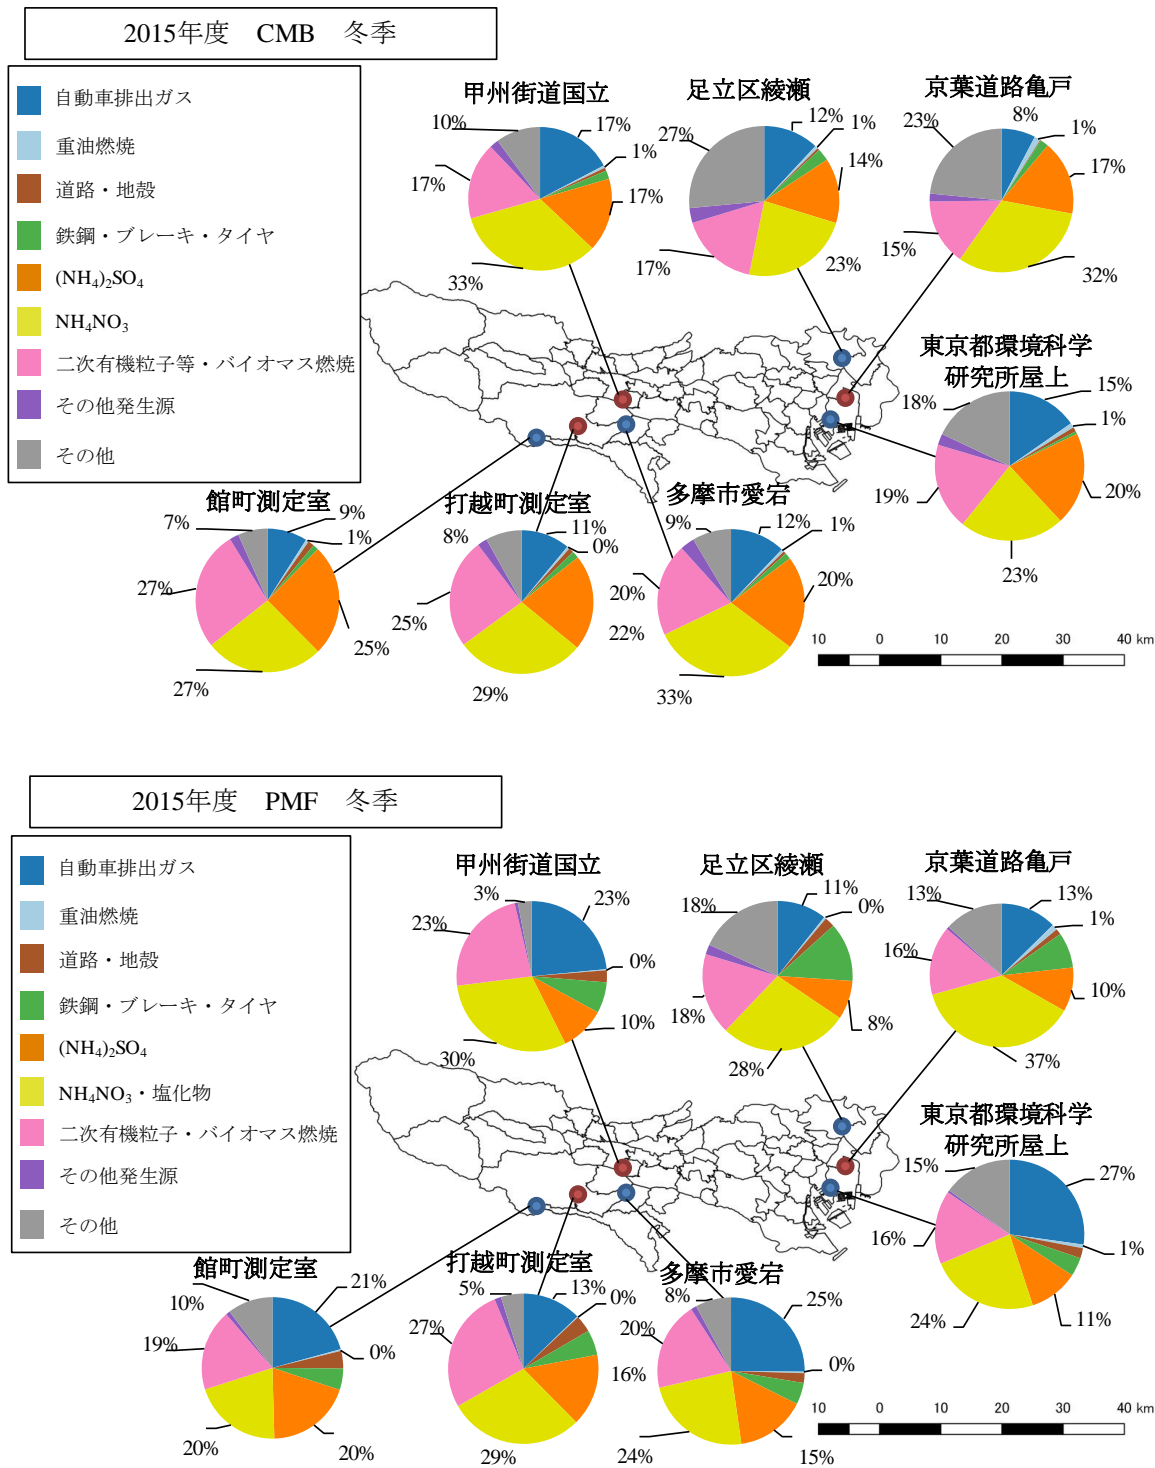 2015年度　CMB　冬季
自動車排出ガス
重油燃焼
道路・地殻
鉄鋼・ブレーキ・タイヤ
(NH₄)₂SO₄
NH₄NO₃
二次有機粒子等・バイオマス燃焼
その他発生源
その他
甲州街道国立
10%
17%
1%
17%
17%
33%
足立区綾瀬
27%
12%
1%
14%
17%
23%
京葉道路亀戸
23%
8%
1%
17%
15%
32%
東京都環境科学
研究所屋上
18%
15%
1%
19%
20%
23%
館町測定室
7%
9%
1%
27%
25%
27%
打越町測定室
8%
11%
0%
25%
22%
29%
多摩市愛宕
9%
12%
1%
20%
20%
33%
10 0 10 20 30 40 km
2015年度　PMF　冬季
自動車排出ガス
重油燃焼
道路・地殻
鉄鋼・ブレーキ・タイヤ
(NH₄)₂SO₄
NH₄NO₃・塩化物
二次有機粒子・バイオマス燃焼
その他発生源
その他
甲州街道国立
3%
23%
23%
0%
10%
30%
足立区綾瀬
18%
11%
0%
18%
8%
28%
京葉道路亀戸
13%
13%
1%
16%
10%
37%
東京都環境科学
研究所屋上
15%
27%
16%
1%
24%
11%
館町測定室
10%
21%
19%
0%
20%
20%
打越町測定室
5%
13%
0%
27%
16%
29%
多摩市愛宕
8%
25%
20%
0%
24%
15%
10 0 10 20 30 40 km